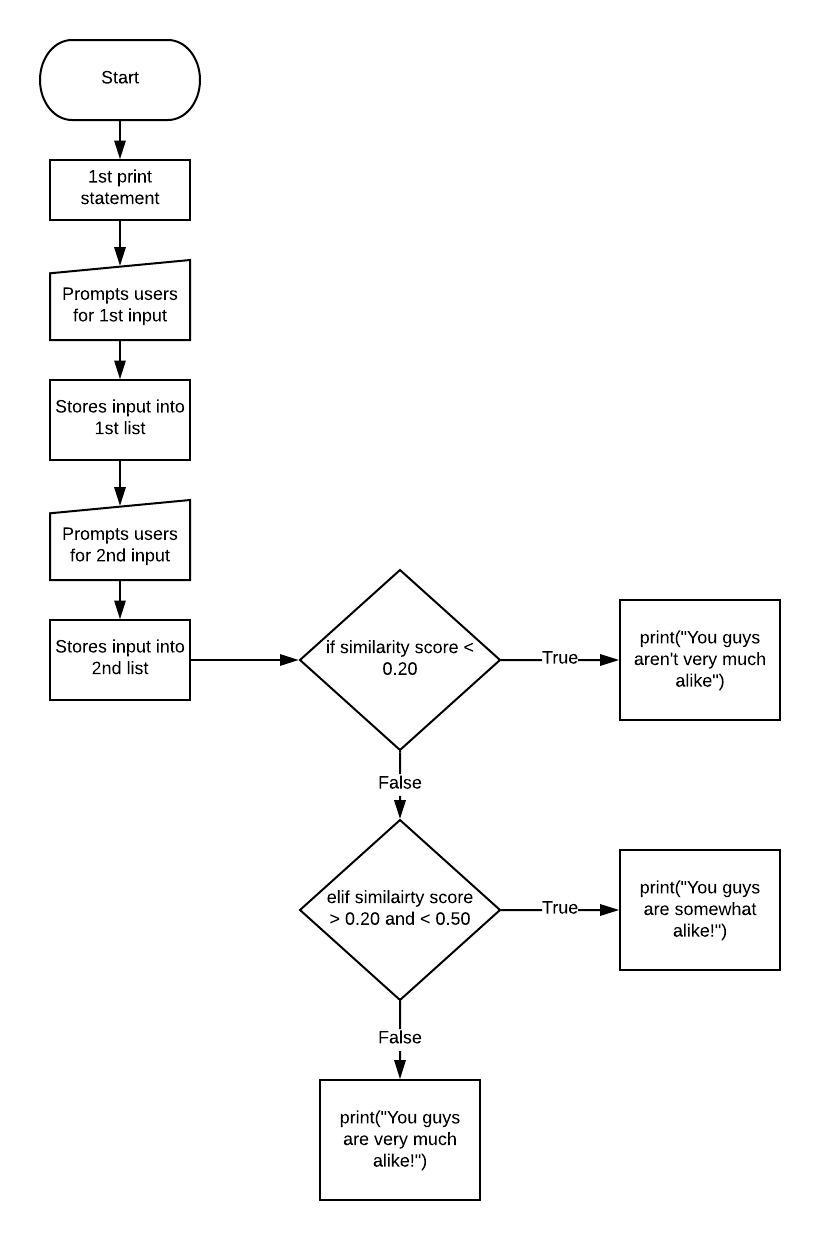 Start
1st print
statement
Prompts users
for 1st input
Stores input into
1st list
Prompts users
for 2nd input
Stores input into
2nd list
if similarity score <
0.20
True
print("You guys
aren't very much
alike")
False
elif similairty score
> 0.20 and < 0.50
True
print("You guys
are somewhat
alike!")
False
print("You guys
are very much
alike!")